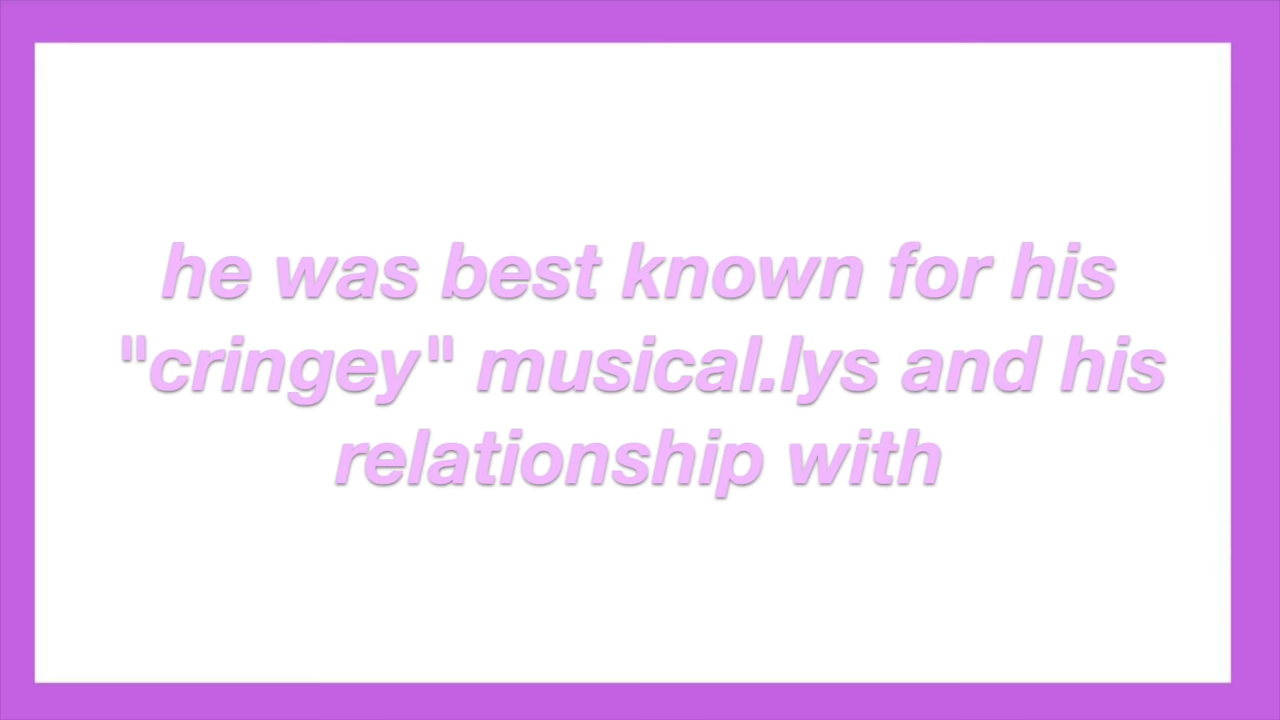 he was best known for his
"cringey" musical.lys and his
relationship with